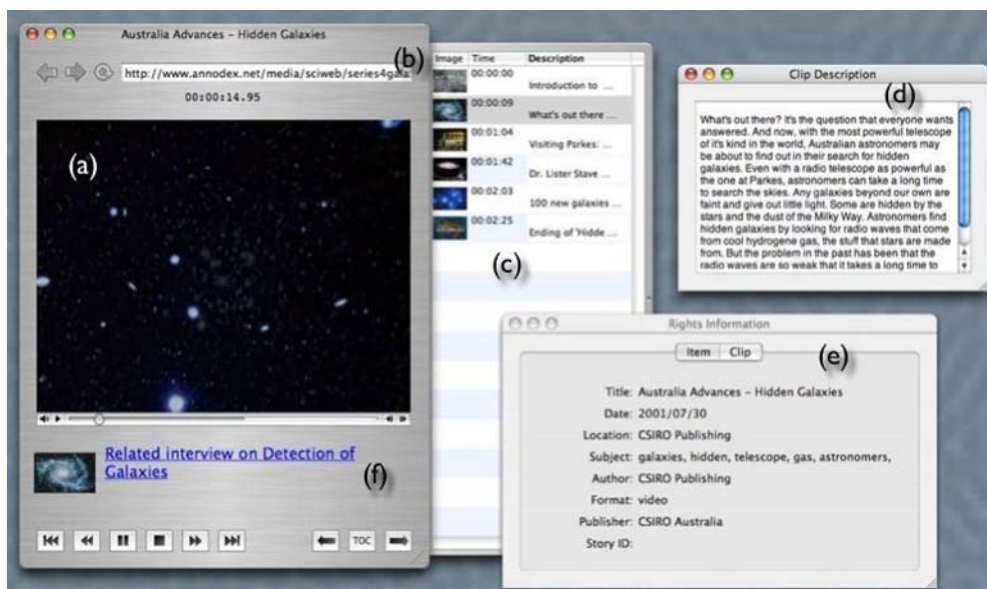 Australia Advances – Hidden Galaxies
(b)
http://www.annodex.net/media/sciweb/series4gala
00:00:14.95
(a)
Related interview on Detection of
Galaxies
(f)
TOC
Image Time Description
00:00:00
Introduction to ...
00:00:09
What's out there ...
00:01:04
Visiting Parkes: ...
00:01:42
Dr. Lister Stave ...
00:02:03
100 new galaxies ...
00:02:25
Ending of 'Hidde ...
(c)
Clip Description
(d)
What's out there? It's the question that everyone wants
answered. And now, with the most powerful telescope
of it's kind in the world, Australian astronomers may
be about to find out in their search for hidden
galaxies. Even with a radio telescope as powerful as
the one at Parkes, astronomers can take a long time
to search the skies. Any galaxies beyond our own are
faint and give out little light. Some are hidden by the
stars and the dust of the Milky Way. Astronomers find
hidden galaxies by looking for radio waves that come
from cool hydrogene gas, the stuff that stars are made
from. But the problem in the past has been that the
radio waves are so weak that it takes a long time to
Rights Information
Item Clip
(e)
Title: Australia Advances – Hidden Galaxies
Date: 2001/07/30
Location: CSIRO Publishing
Subject: galaxies, hidden, telescope, gas, astronomers,
Author: CSIRO Publishing
Format: video
Publisher: CSIRO Australia
Story ID: